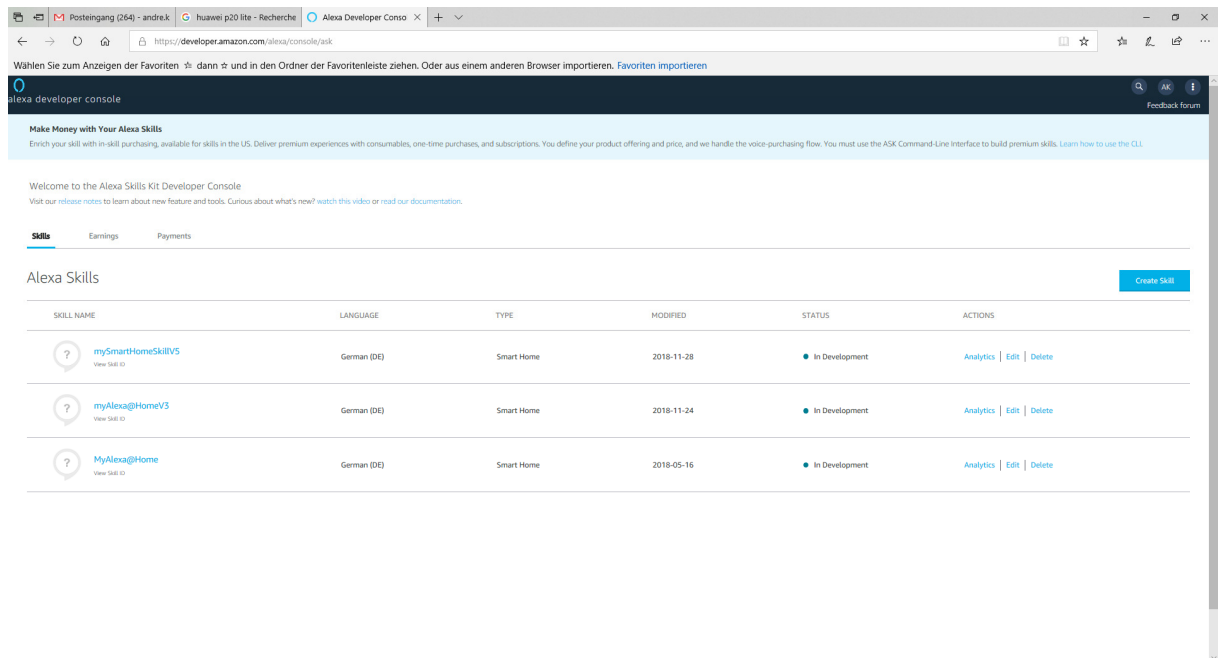 Posteingang (264) - andre.k
huawei p20 lite - Recherche
Alexa Developer Conso
https://developer.amazon.com/alexa/console/ask
Wählen Sie zum Anzeigen der Favoriten dann und in den Ordner der Favoritenleiste ziehen. Oder aus einem anderen Browser importieren. Favoriten importieren
alexa developer console
AK
Feedback forum
Make Money with Your Alexa Skills
Enrich your skill with in-skill purchasing, available for skills in the US. Deliver premium experiences with consumables, one-time purchases, and subscriptions. You define your product offering and price, and we handle the voice-purchasing flow. You must use the ASK Command-Line Interface to build premium skills. Learn how to use the CLI.
Welcome to the Alexa Skills Kit Developer Console
Visit our release notes to learn about new feature and tools. Curious about what's new? watch this video or read our documentation.
Skills Earnings Payments
Alexa Skills
Create Skill
SKILL NAME LANGUAGE TYPE MODIFIED STATUS ACTIONS
mySmartHomeSkillV5 German (DE) Smart Home 2018-11-28 In Development Analytics | Edit | Delete
View Skill ID
myAlexa@HomeV3 German (DE) Smart Home 2018-11-24 In Development Analytics | Edit | Delete
View Skill ID
MyAlexa@Home German (DE) Smart Home 2018-05-16 In Development Analytics | Edit | Delete
View Skill ID